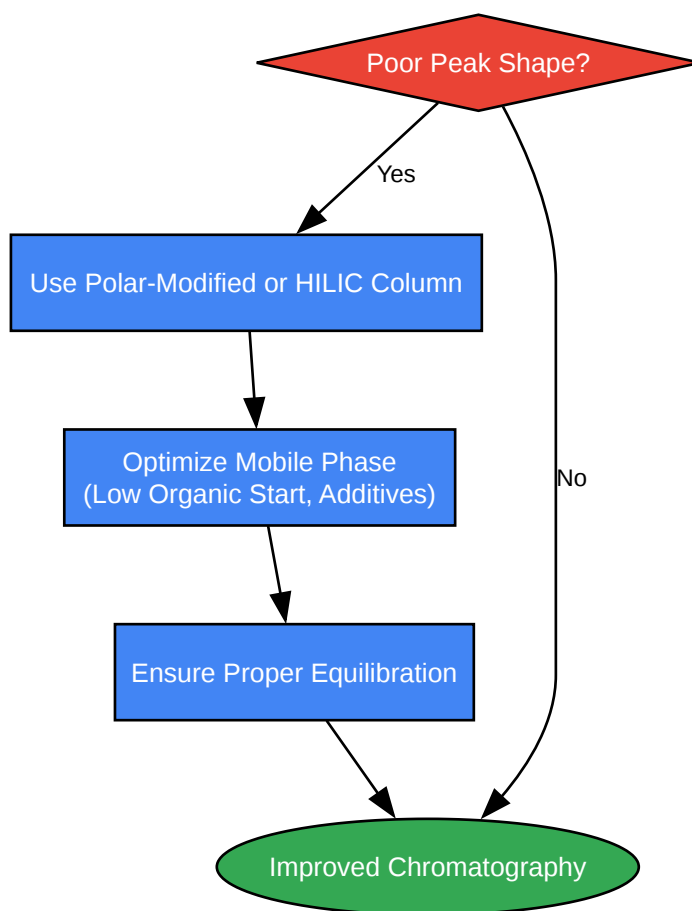 Poor Peak Shape?
Yes
Use Polar-Modified or HILIC Column
Optimize Mobile Phase
(Low Organic Start, Additives)
No
Ensure Proper Equilibration
Improved Chromatography